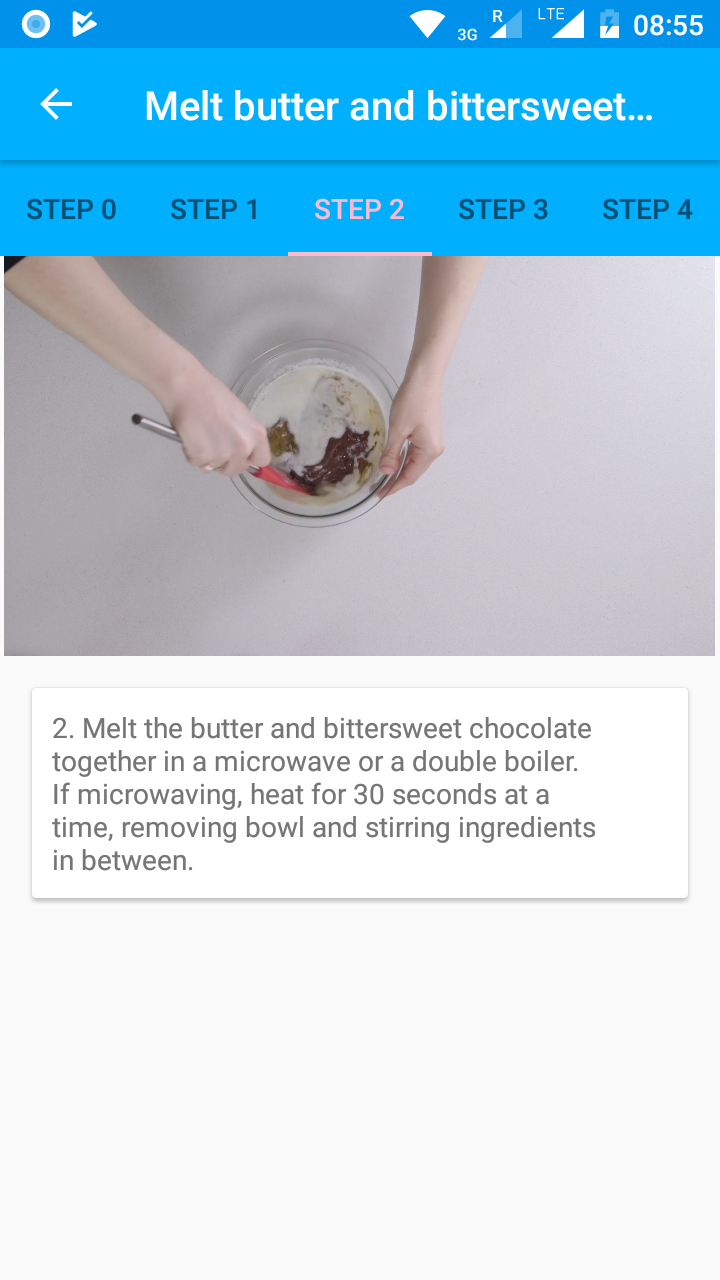 3G R LTE 08:55
Melt butter and bittersweet...
STEP 0 STEP 1 STEP 2 STEP 3 STEP 4
2. Melt the butter and bittersweet chocolate
together in a microwave or a double boiler.
If microwaving, heat for 30 seconds at a
time, removing bowl and stirring ingredients
in between.